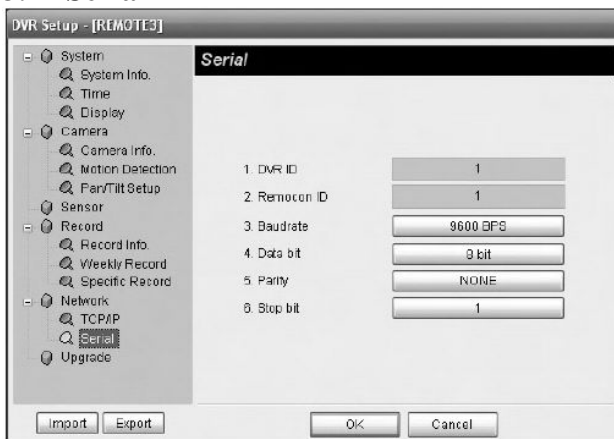 DVR Setup - [REMOTE3]
System
System Info.
Time
Display
Camera
Camera Info.
Motion Detection
Pan/Tilt Setup
Sensor
Record
Record Info.
Weekly Record
Specific Record
Network
TCP/IP
Serial
Upgrade
Import Export
Serial
1. DVR ID 1
2. Remocon ID 1
3. Baudrate 9600 BPS
4. Data bit 8 bit
5. Parity NONE
6. Stop bit 1
OK Cancel